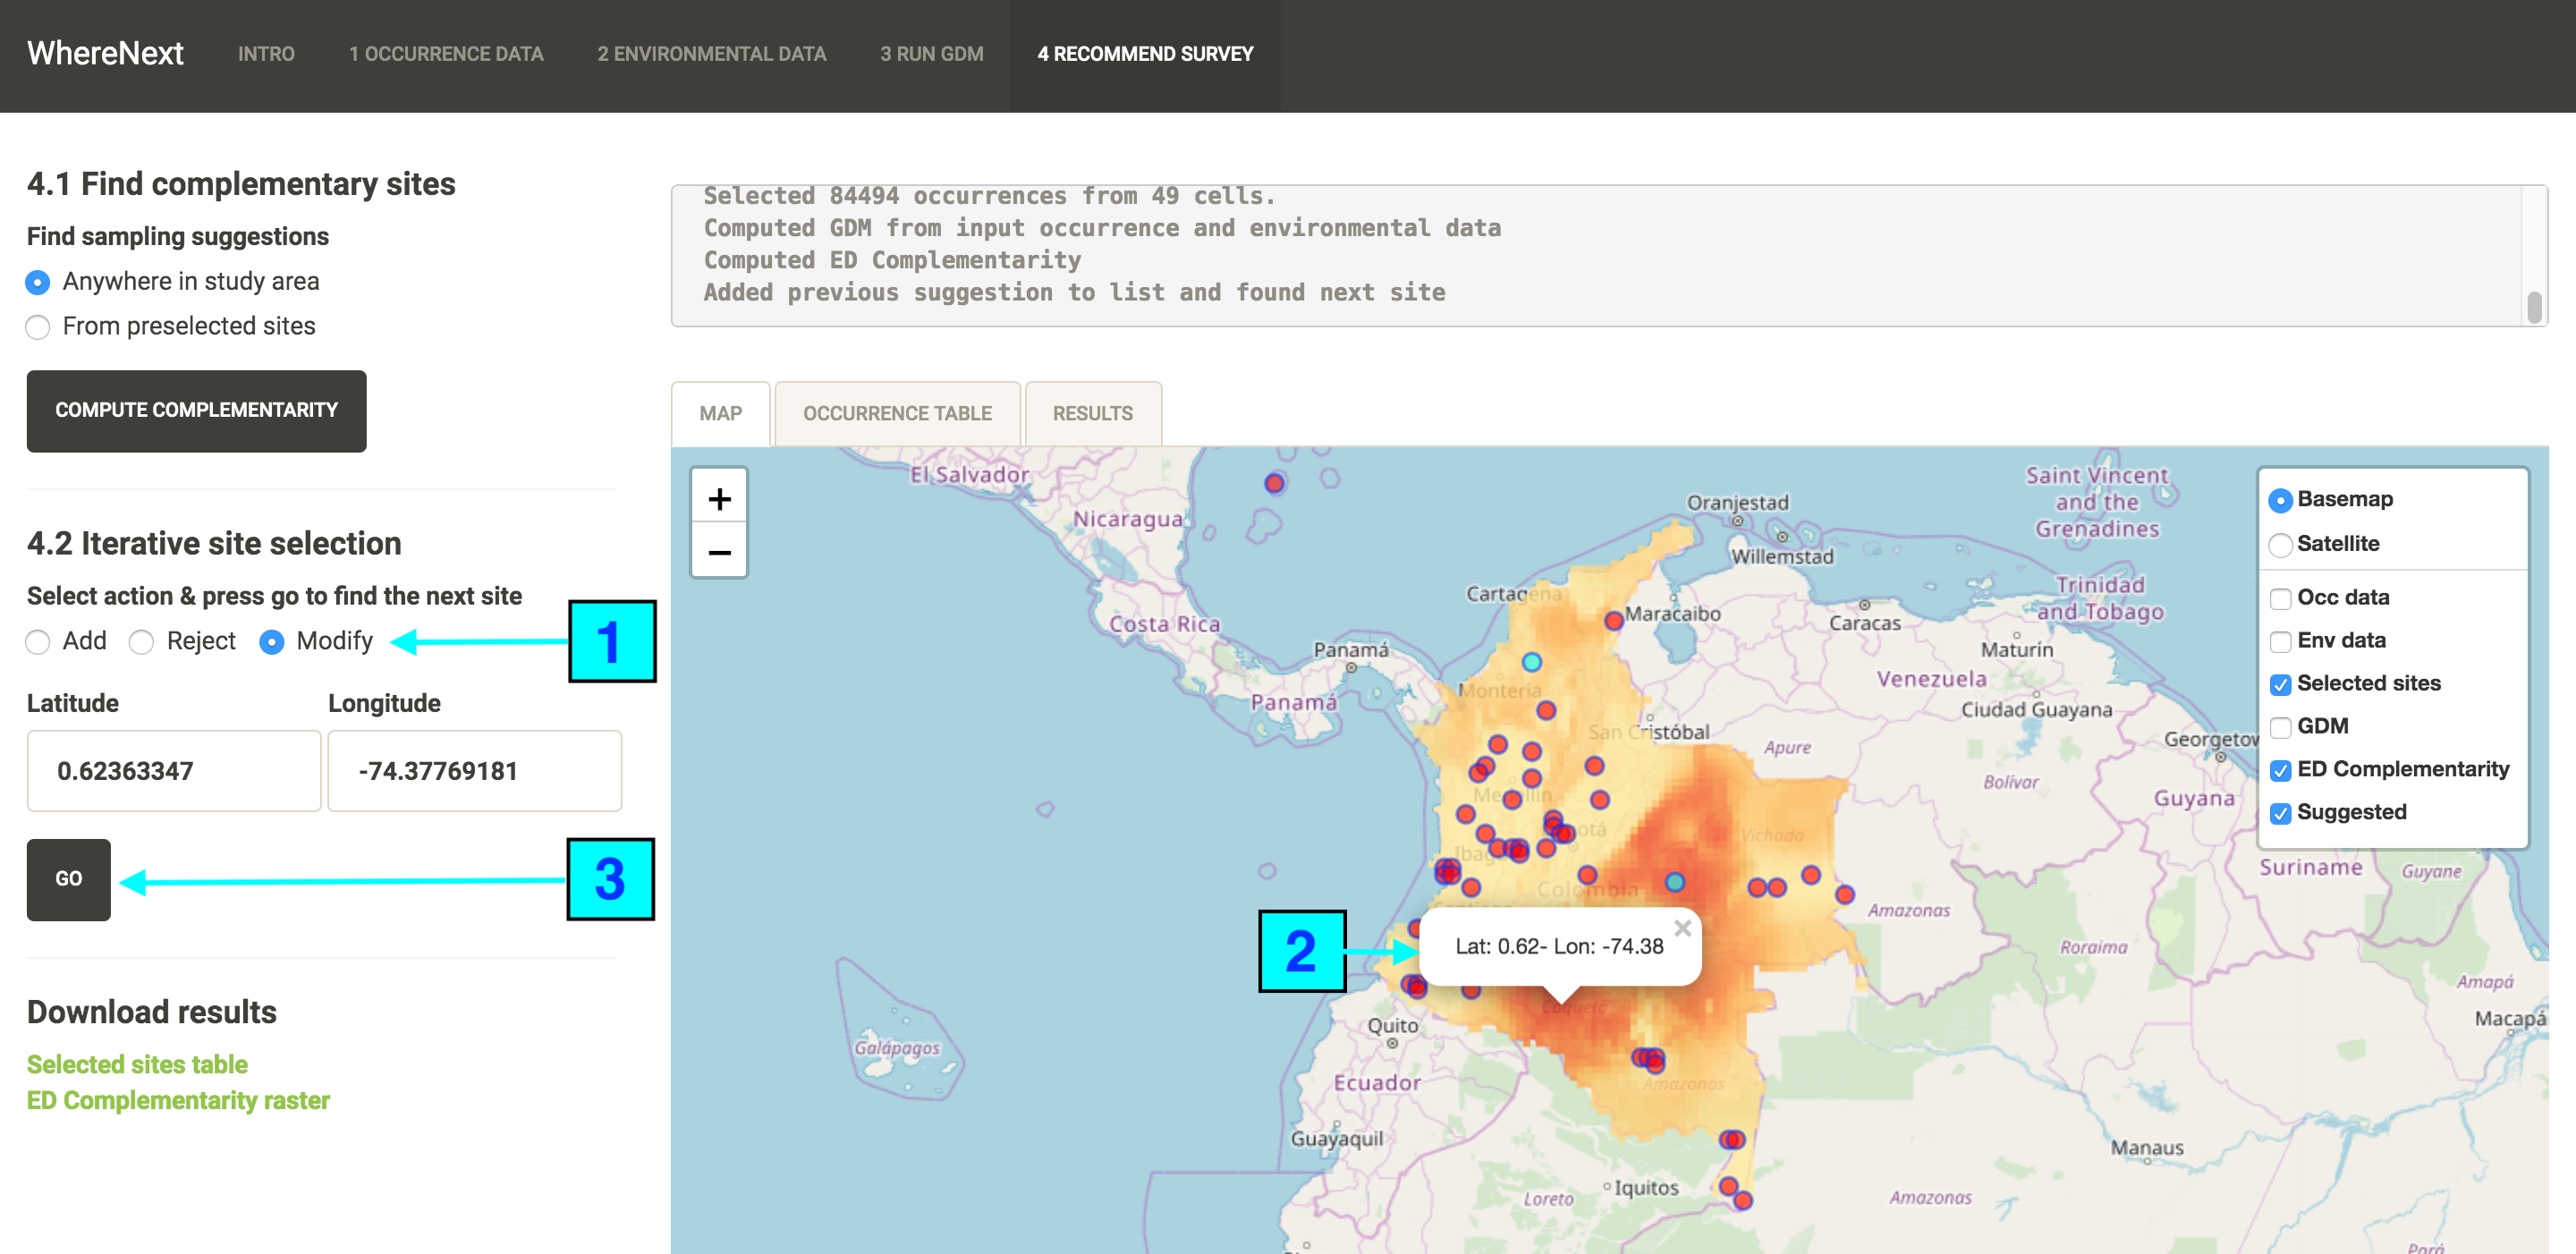 WhereNext
INTRO
1 OCCURRENCE DATA
2 ENVIRONMENTAL DATA
3 RUN GDM
4 RECOMMEND SURVEY
4.1 Find complementary sites
Find sampling suggestions
Anywhere in study area
From preselected sites
COMPUTE COMPLEMENTARITY
4.2 Iterative site selection
Select action & press go to find the next site
Add Reject Modify
1
Latitude Longitude
0.62363347 -74.37769181
GO
3
Download results
Selected sites table
ED Complementarity raster
Selected 84494 occurrences from 49 cells.
Computed GDM from input occurrence and environmental data
Computed ED Complementarity
Added previous suggestion to list and found next site
MAP
OCCURRENCE TABLE
RESULTS
+
−
Basemap
Satellite
Occ data
Env data
Selected sites
GDM
ED Complementarity
Suggested
El Salvador
Nicaragua
Costa Rica
Panamá
Panamá
Oranjestad
Willemstad
Saint Vincent
and the
Grenadines
Trinidad
and Tobago
Cartagena
Maracaibo
Caracas
Maturín
Montería
Venezuela
Ciudad Guayana
San Cristóbal
Apure
Bolívar
Georgetow
Guyana
Medellín
Vichada
Suriname
Guyane
Colombia
Amazonas
Roraima
Amapá
Macapá
2
Lat: 0.62- Lon: -74.38
×
Caquetá
Quito
Galápagos
Ecuador
Amazonas
Guayaquil
Manaus
Loreto
Iquitos
Amazonas
Pará